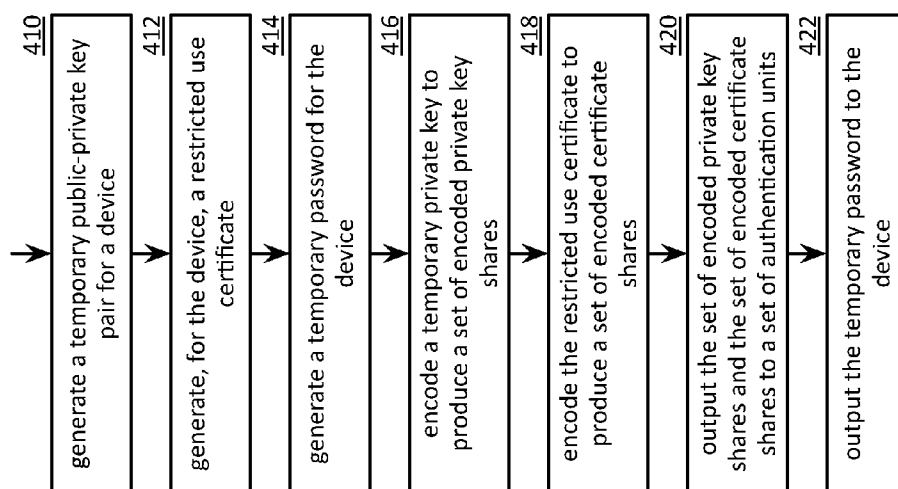 410
generate a temporary public-private key
pair for a device
412
generate, for the device, a restricted use
certificate
414
generate a temporary password for the
device
416
encode a temporary private key to
produce a set of encoded private key
shares
418
encode the restricted use certificate to
produce a set of encoded certificate
shares
420
output the set of encoded private key
shares and the set of encoded certificate
shares to a set of authentication units
422
output the temporary password to the
device